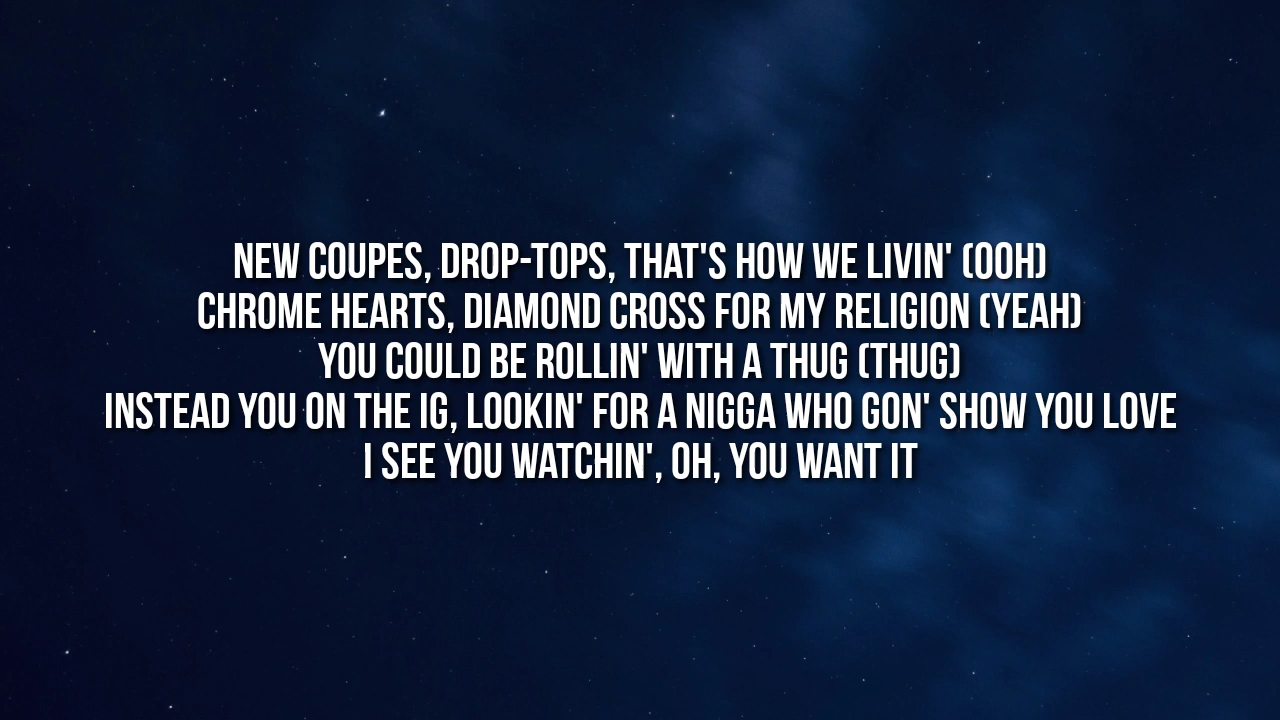 NEW COUPES, DROP-TOPS, THAT'S HOW WE LIVIN' (OOH)
CHROME HEARTS, DIAMOND CROSS FOR MY RELIGION (YEAH)
YOU COULD BE ROLLIN' WITH A THUG (THUG)
INSTEAD YOU ON THE IG, LOOKIN' FOR A NIGGA WHO GON' SHOW YOU LOVE
I SEE YOU WATCHIN', OH, YOU WANT IT